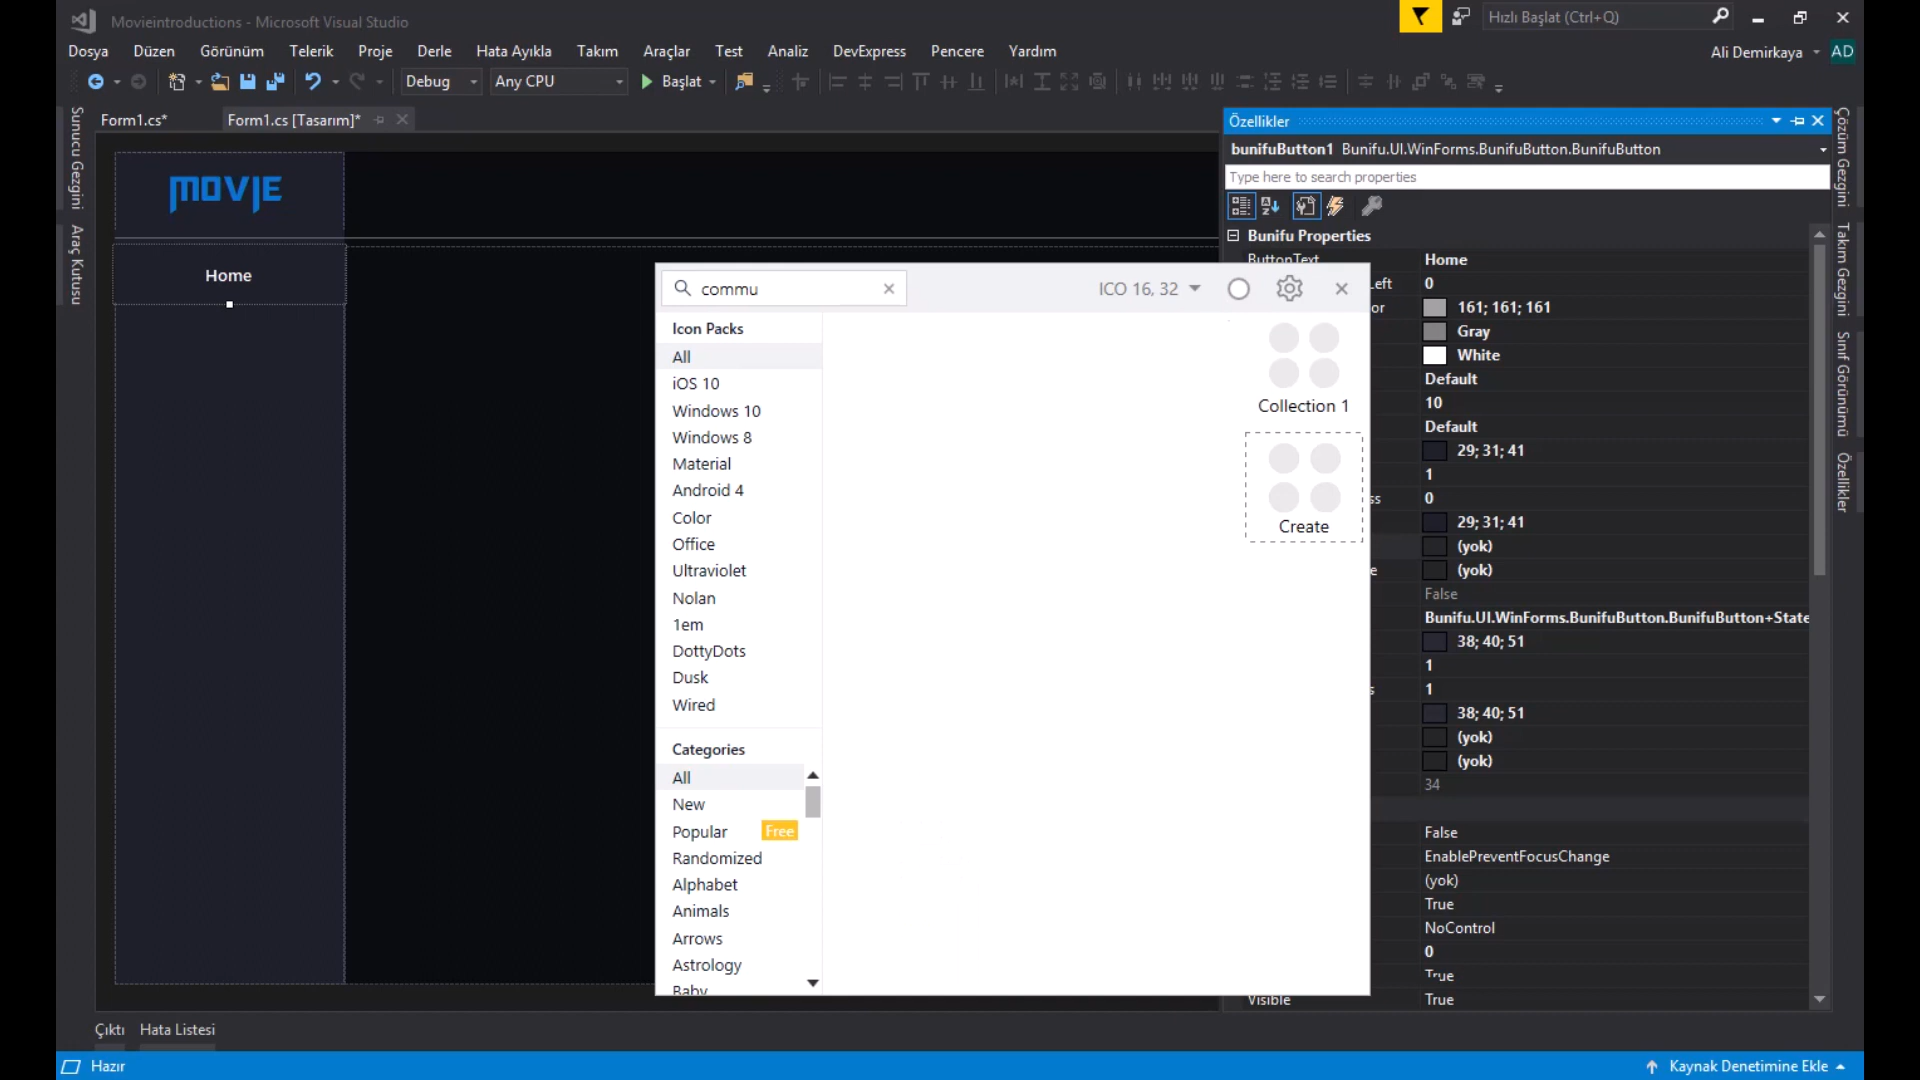 Movieintroductions - Microsoft Visual Studio
Hızlı Başlat (Ctrl+Q)
Dosya Düzen Görünüm Telerik Proje Derle Hata Ayıkla Takım Araçlar Test Analiz DevExpress Pencere Yardım
Ali Demirkaya AD
Debug Any CPU Başlat
Sunucu Gezgini
Araç Kutusu
Form1.cs*
Form1.cs [Tasarım]*
MOVIE
Home
commu
ICO 16, 32
Icon Packs
All
iOS 10
Windows 10
Windows 8
Material
Android 4
Color
Office
Ultraviolet
Nolan
1em
DottyDots
Dusk
Wired
Categories
All
New
Popular Free
Randomized
Alphabet
Animals
Arrows
Astrology
Baby
Collection 1
Create
Özellikler
bunifuButton1 Bunifu.UI.WinForms.BunifuButton.BunifuButton
Type here to search properties
Bunifu Properties
ButtonText Home
Left 0
or 161; 161; 161
Gray
White
Default
10
Default
29; 31; 41
1
ss 0
29; 31; 41
(yok)
e (yok)
False
Bunifu.UI.WinForms.BunifuButton.BunifuButton+State
38; 40; 51
1
s 1
38; 40; 51
(yok)
(yok)
34
False
EnablePreventFocusChange
(yok)
True
NoControl
0
True
Visible True
Çözüm Gezgini
Takım Gezgini
Sınıf Görünümü
Özellikler
Çıktı Hata Listesi
Hazır
Kaynak Denetimine Ekle